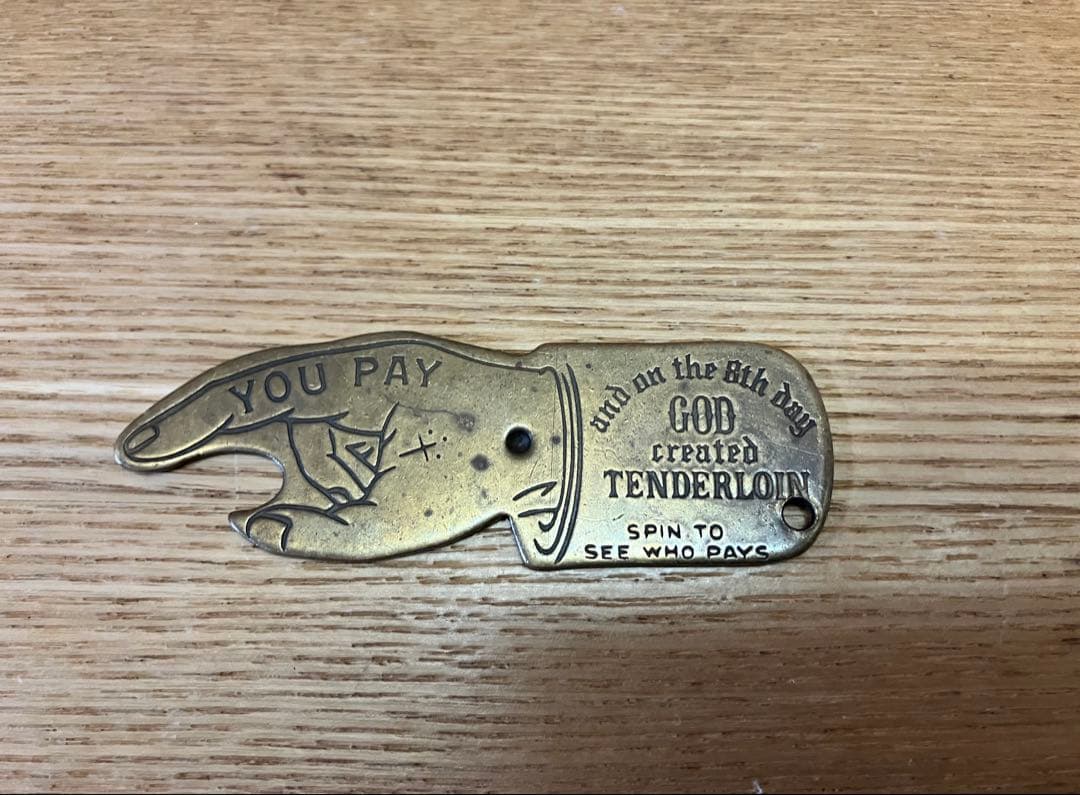 YOU PAY
and on the 8th day
GOD
created
TENDERLOIN
SPIN TO
SEE WHO PAYS